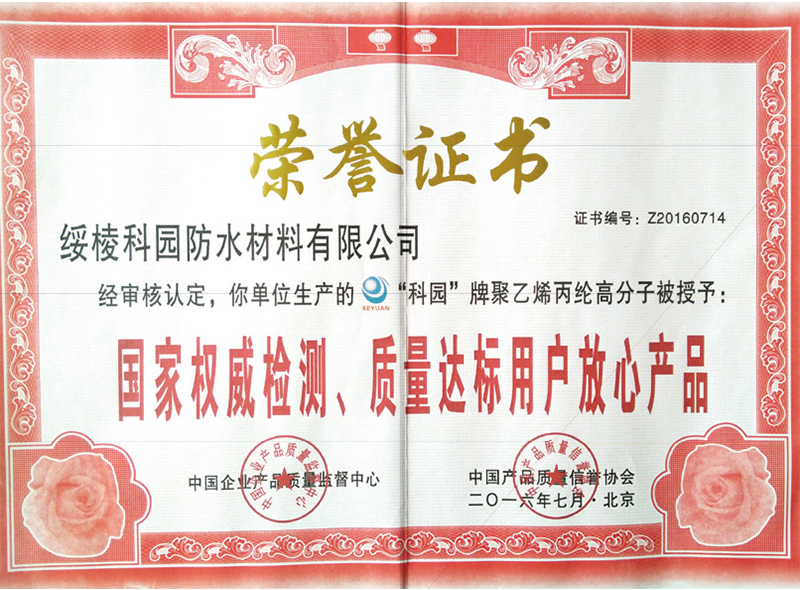 荣誉证书
证书编号：Z20160714
绥棱科园防水材料有限公司
经审核认定，你单位生产的 KEYUAN “科园”牌聚乙烯丙纶高分子被授予：
国家权威检测、质量达标用户放心产品
中国企业产品质量监督中心
中国产品质量信誉协会
二〇一六年七月·北京